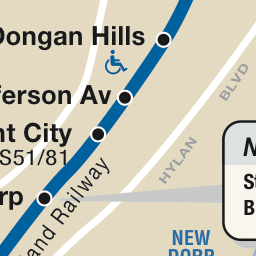 Dongan Hills
ferson Av
nt City
S51/81
rp
and Railway
HYLAN BLVD
N
St
B
NEW
DORP